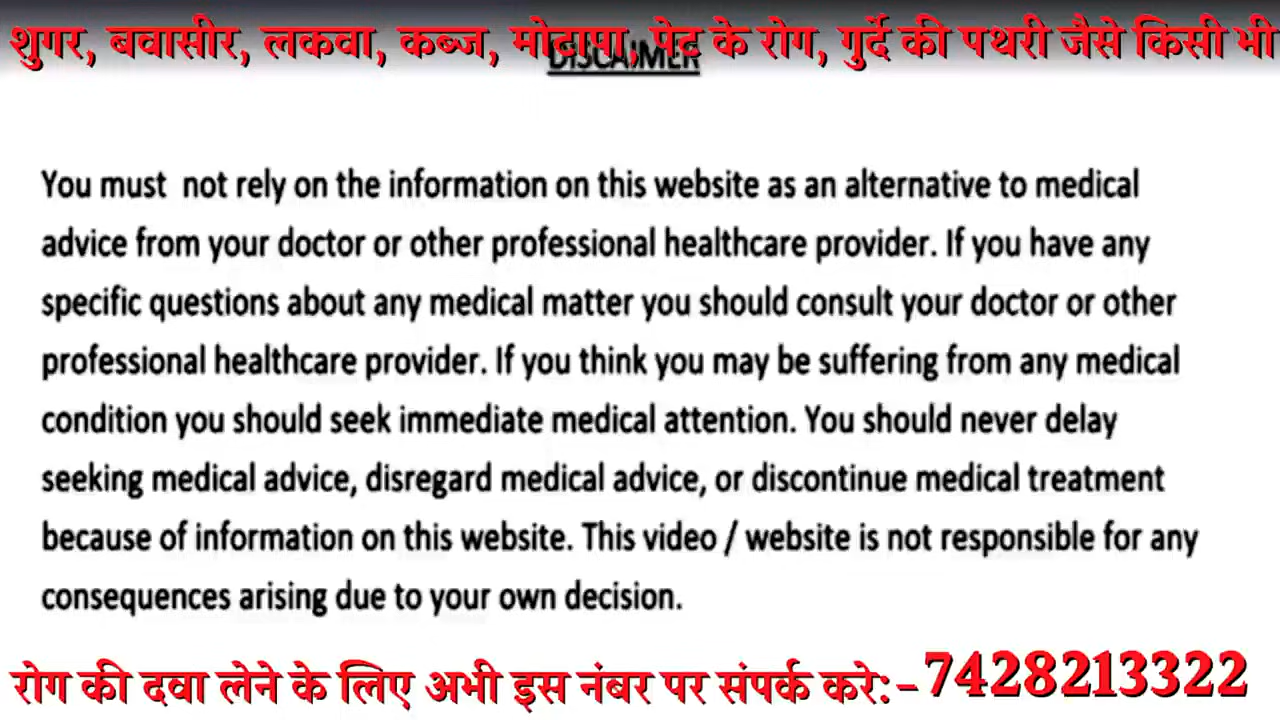 शुगर, बवासीर, लकवा, कब्ज, मोटापा, पेट के रोग, गुर्दे की पथरी जैसे किसी भी
DISCAIMER
You must  not rely on the information on this website as an alternative to medical
advice from your doctor or other professional healthcare provider. If you have any
specific questions about any medical matter you should consult your doctor or other
professional healthcare provider. If you think you may be suffering from any medical
condition you should seek immediate medical attention. You should never delay
seeking medical advice, disregard medical advice, or discontinue medical treatment
because of information on this website. This video / website is not responsible for any
consequences arising due to your own decision.
रोग की दवा लेने के लिए अभी इस नंबर पर संपर्क करे:-7428213322